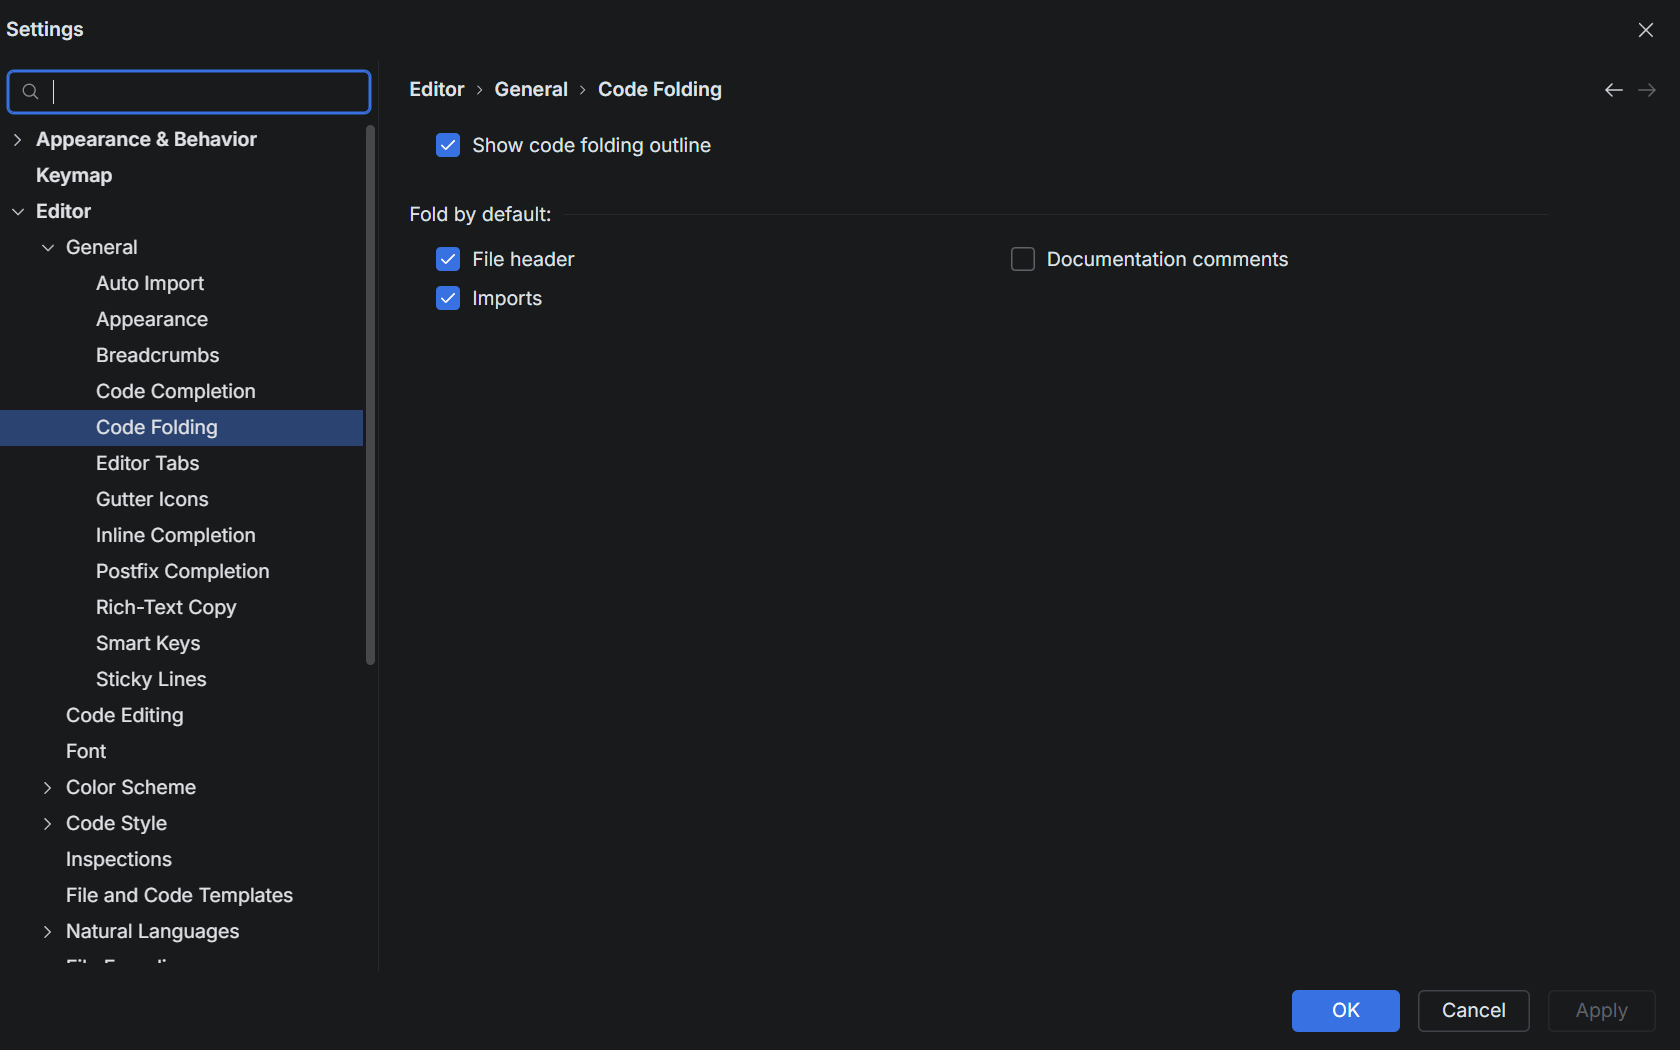 Settings
Appearance & Behavior
Keymap
Editor
General
Auto Import
Appearance
Breadcrumbs
Code Completion
Code Folding
Editor Tabs
Gutter Icons
Inline Completion
Postfix Completion
Rich-Text Copy
Smart Keys
Sticky Lines
Code Editing
Font
Color Scheme
Code Style
Inspections
File and Code Templates
Natural Languages
Editor › General › Code Folding
Show code folding outline
Fold by default:
File header
Documentation comments
Imports
OK
Cancel
Apply